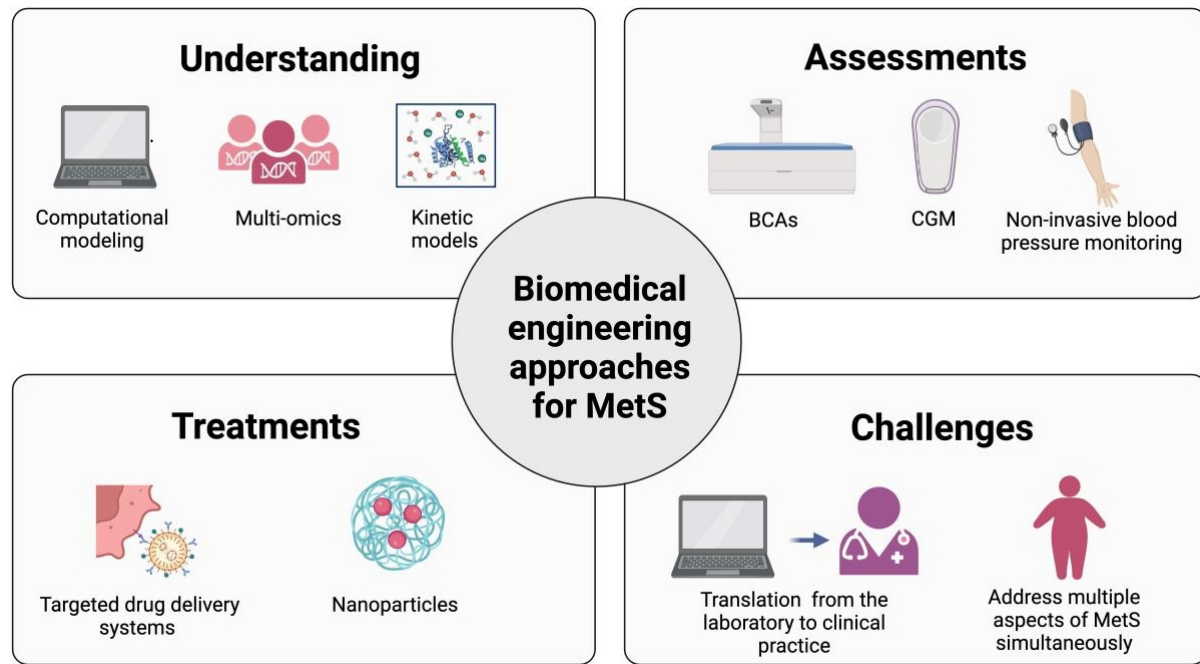 Understanding
Computational
modeling
Multi-omics
Kinetic
models
Assessments
BCAs
CGM
Non-invasive blood
pressure monitoring
Biomedical
engineering
approaches
for MetS
Treatments
Targeted drug delivery
systems
Nanoparticles
Challenges
Translation from the
laboratory to clinical
practice
Address multiple
aspects of MetS
simultaneously